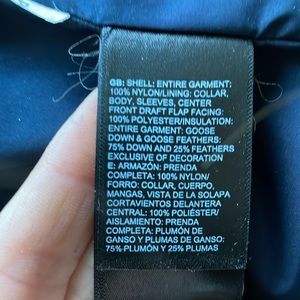 GB: SHELL: ENTIRE GARMENT:
100% NYLON/LINING: COLLAR,
BODY, SLEEVES, CENTER
FRONT DRAFT FLAP FACING:
100% POLYESTER/INSULATION:
ENTIRE GARMENT: GOOSE
DOWN & GOOSE FEATHERS:
75% DOWN AND 25% FEATHERS
EXCLUSIVE OF DECORATION
E: ARMAZÓN: PRENDA
COMPLETA: 100% NYLON/
FORRO: COLLAR, CUERPO,
MANGAS, VISTA DE LA SOLAPA
CORTAVIENTOS DELANTERA
CENTRAL: 100% POLIÉSTER/
AISLAMIENTO: PRENDA
COMPLETA: PLUMÓN DE
GANSO Y PLUMAS DE GANSO:
75% PLUMÓN Y 25% PLUMAS